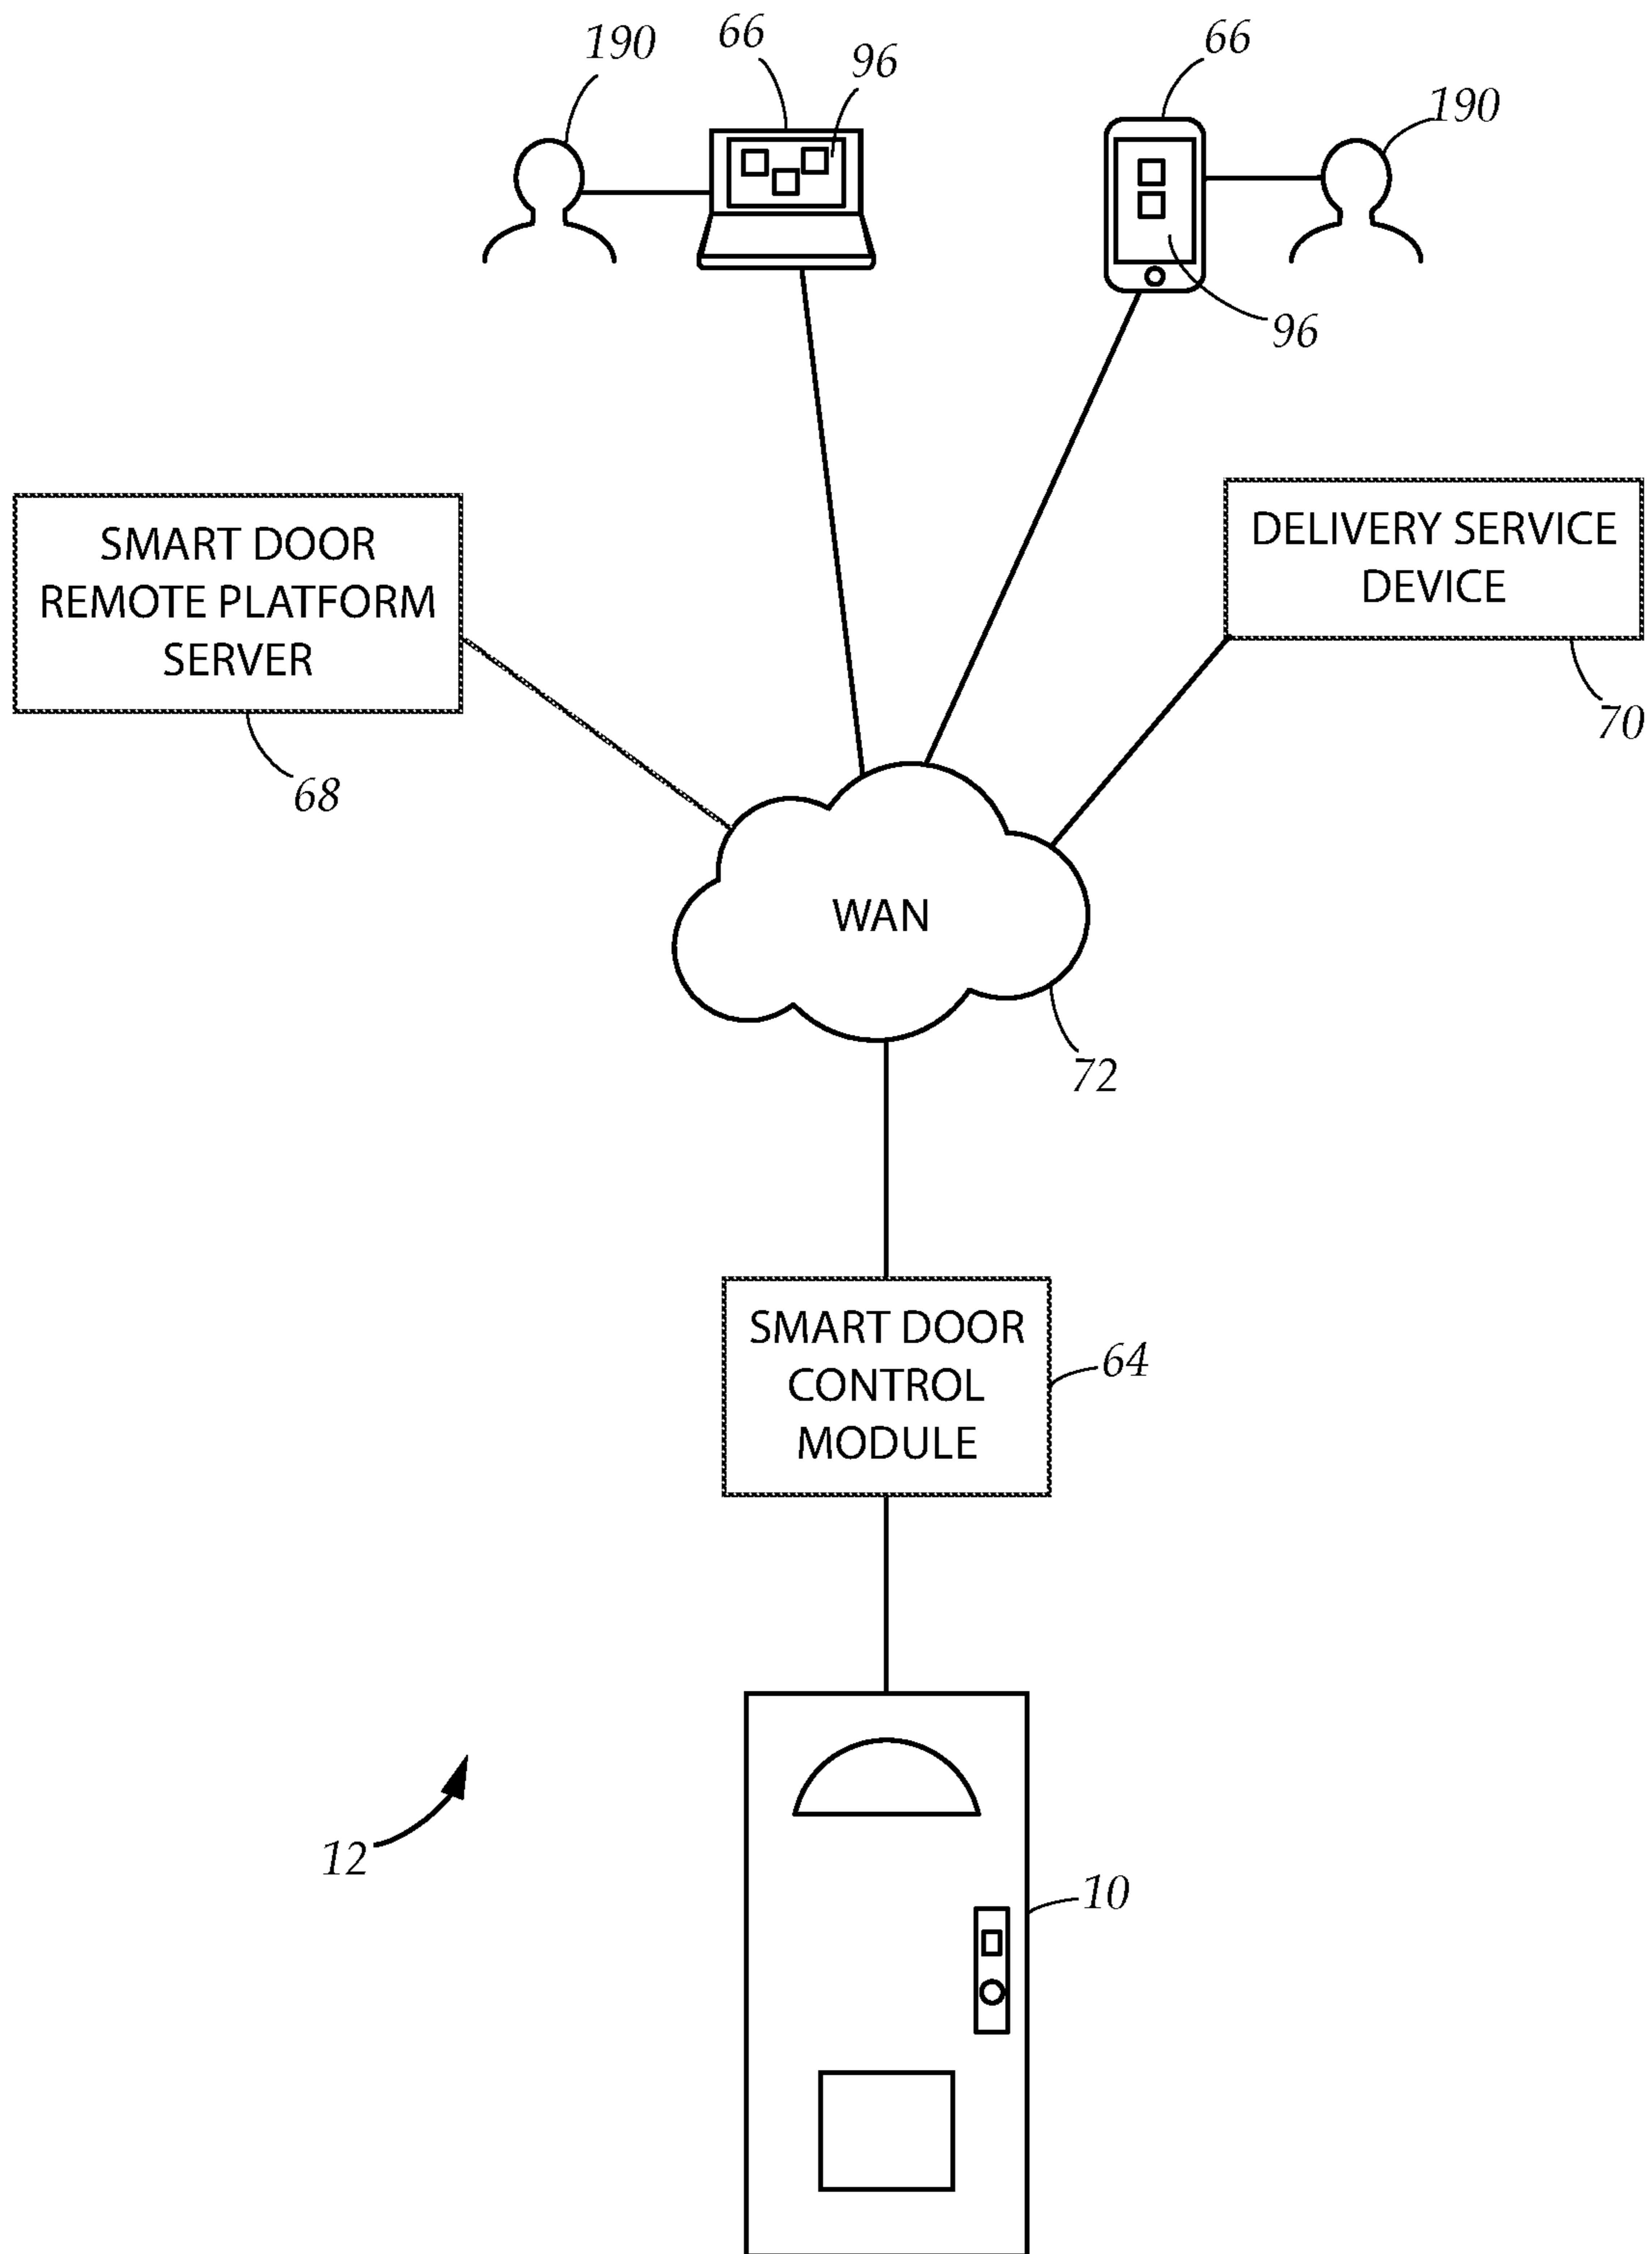 190
66
96
66
190
96
SMART DOOR
REMOTE PLATFORM
SERVER
68
DELIVERY SERVICE
DEVICE
70
WAN
72
SMART DOOR
CONTROL
MODULE
64
12
10